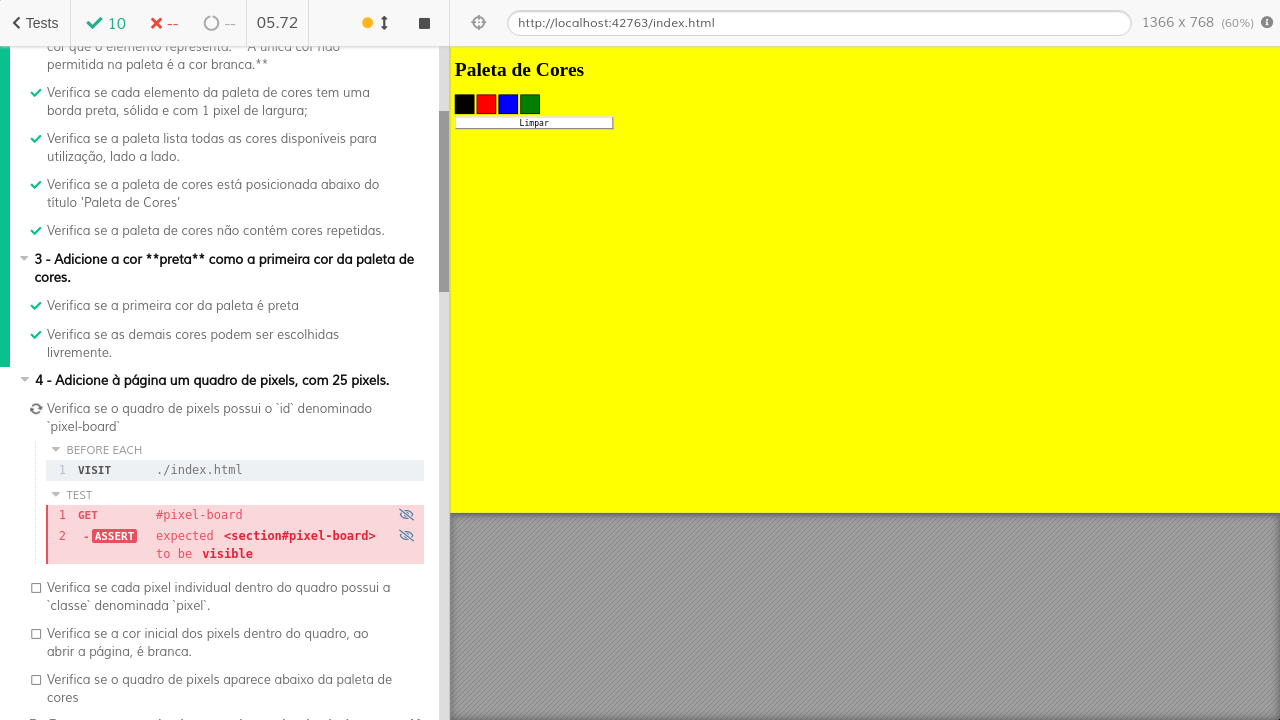 Tests
10
--
--
05.72
http://localhost:42763/index.html
1366 x 768 (60%)
cor que o elemento representa. **A única cor não
permitida na paleta é a cor branca.**
Verifica se cada elemento da paleta de cores tem uma
borda preta, sólida e com 1 pixel de largura;
Verifica se a paleta lista todas as cores disponíveis para
utilização, lado a lado.
Verifica se a paleta de cores está posicionada abaixo do
título 'Paleta de Cores'
Verifica se a paleta de cores não contém cores repetidas.
3 - Adicione a cor **preta** como a primeira cor da paleta de
cores.
Verifica se a primeira cor da paleta é preta
Verifica se as demais cores podem ser escolhidas
livremente.
4 - Adicione à página um quadro de pixels, com 25 pixels.
Verifica se o quadro de pixels possui o `id` denominado
`pixel-board`
BEFORE EACH
1 VISIT ./index.html
TEST
1 GET #pixel-board
2 -ASSERT expected <section#pixel-board>
to be visible
Verifica se cada pixel individual dentro do quadro possui a
`classe` denominada `pixel`.
Verifica se a cor inicial dos pixels dentro do quadro, ao
abrir a página, é branca.
Verifica se o quadro de pixels aparece abaixo da paleta de
cores
Paleta de Cores
Limpar